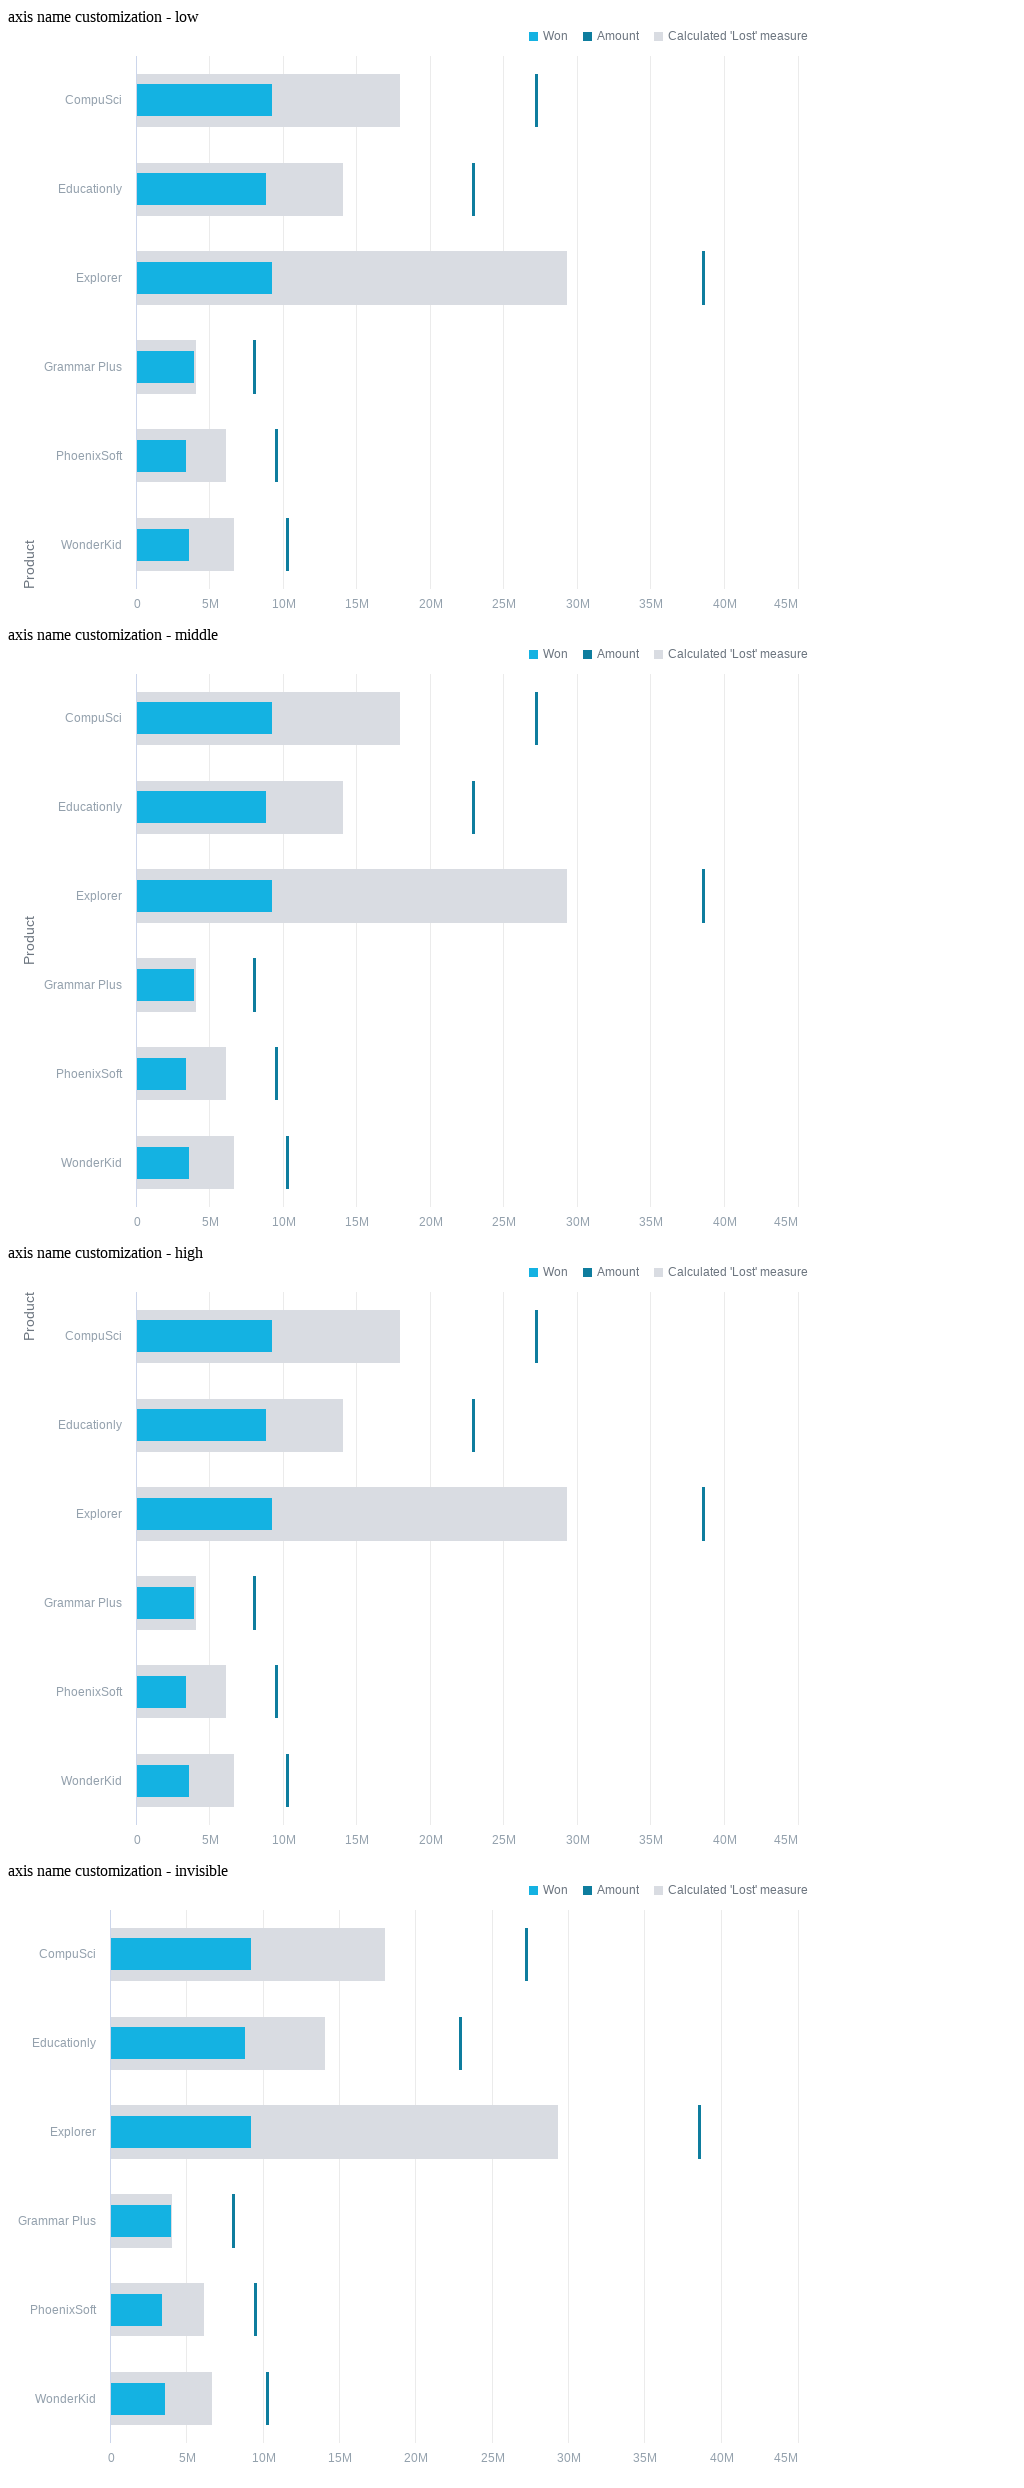 axis name customization - low
Won Amount Calculated 'Lost' measure
CompuSci
Educationly
Explorer
Grammar Plus
PhoenixSoft
WonderKid
Product
0 5M 10M 15M 20M 25M 30M 35M 40M 45M
axis name customization - middle
Won Amount Calculated 'Lost' measure
CompuSci
Educationly
Explorer
Product
Grammar Plus
PhoenixSoft
WonderKid
0 5M 10M 15M 20M 25M 30M 35M 40M 45M
axis name customization - high
Won Amount Calculated 'Lost' measure
Product
CompuSci
Educationly
Explorer
Grammar Plus
PhoenixSoft
WonderKid
0 5M 10M 15M 20M 25M 30M 35M 40M 45M
axis name customization - invisible
Won Amount Calculated 'Lost' measure
CompuSci
Educationly
Explorer
Grammar Plus
PhoenixSoft
WonderKid
0 5M 10M 15M 20M 25M 30M 35M 40M 45M